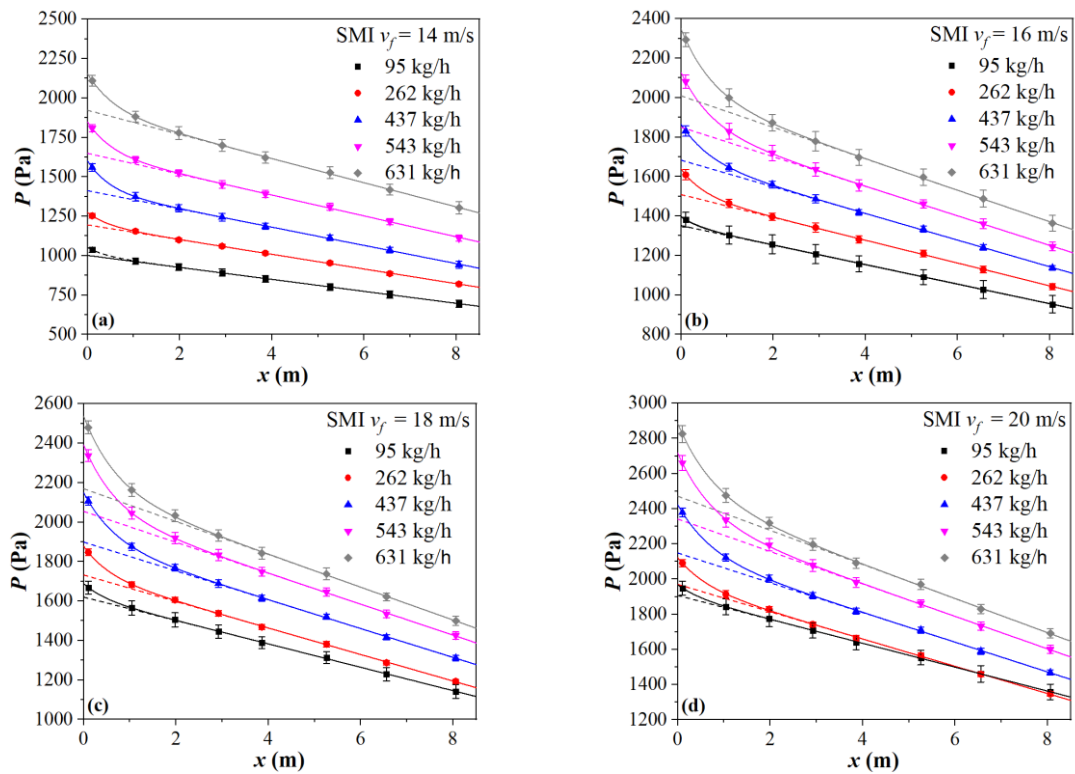 SMI v_f = 14 m/s
95 kg/h
262 kg/h
437 kg/h
543 kg/h
631 kg/h
P (Pa)
2500
2250
2000
1750
1500
1250
1000
750
500
(a)
0 2 4 6 8
x (m)
SMI v_f = 16 m/s
95 kg/h
262 kg/h
437 kg/h
543 kg/h
631 kg/h
P (Pa)
2400
2200
2000
1800
1600
1400
1200
1000
800
(b)
0 2 4 6 8
x (m)
SMI v_f = 18 m/s
95 kg/h
262 kg/h
437 kg/h
543 kg/h
631 kg/h
P (Pa)
2600
2400
2200
2000
1800
1600
1400
1200
1000
(c)
0 2 4 6 8
x (m)
SMI v_f = 20 m/s
95 kg/h
262 kg/h
437 kg/h
543 kg/h
631 kg/h
P (Pa)
3000
2800
2600
2400
2200
2000
1800
1600
1400
1200
(d)
0 2 4 6 8
x (m)